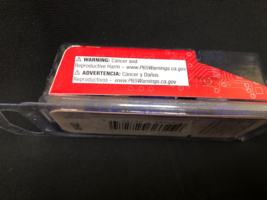 ⚠ WARNING: Cancer and
Reproductive Harm – www.P65Warnings.ca.gov
⚠ ADVERTENCIA: Cáncer y Daños
Reproductivos – www.P65Warnings.ca.gov